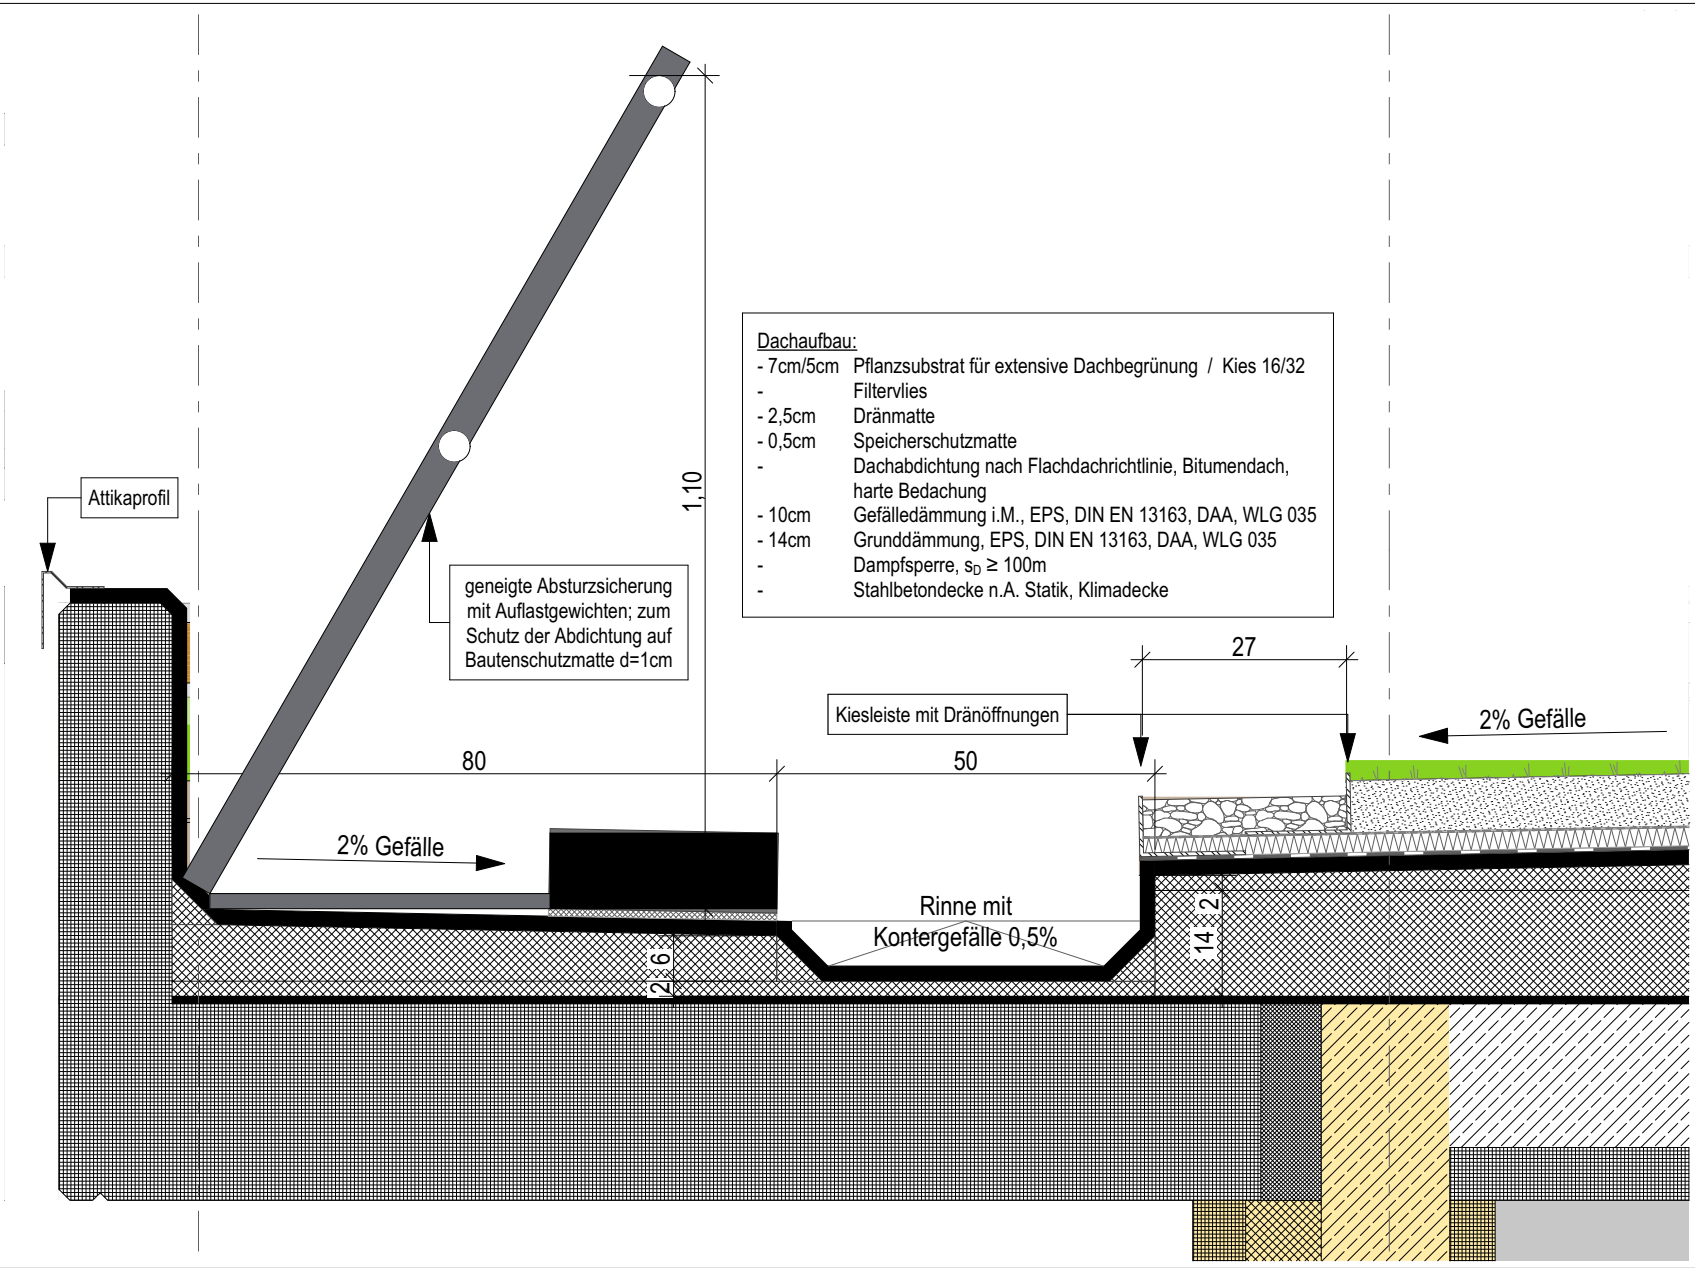 1,10
Dachaufbau:
- 7cm/5cm Pflanzsubstrat für extensive Dachbegrünung / Kies 16/32
- Filtervlies
- 2,5cm Dränmatte
- 0,5cm Speicherschutzmatte
- Dachabdichtung nach Flachdachrichtlinie, Bitumendach,
harte Bedachung
- 10cm Gefälledämmung i.M., EPS, DIN EN 13163, DAA, WLG 035
- 14cm Grunddämmung, EPS, DIN EN 13163, DAA, WLG 035
- Dampfsperre, sD ≥ 100m
- Stahlbetondecke n.A. Statik, Klimadecke
Attikaprofil
geneigte Absturzsicherung
mit Auflastgewichten; zum
Schutz der Abdichtung auf
Bautenschutzmatte d=1cm
27
Kiesleiste mit Dränöffnungen
2% Gefälle
80
50
2% Gefälle
Rinne mit
Kontergefälle 0,5%
2 6
14 2